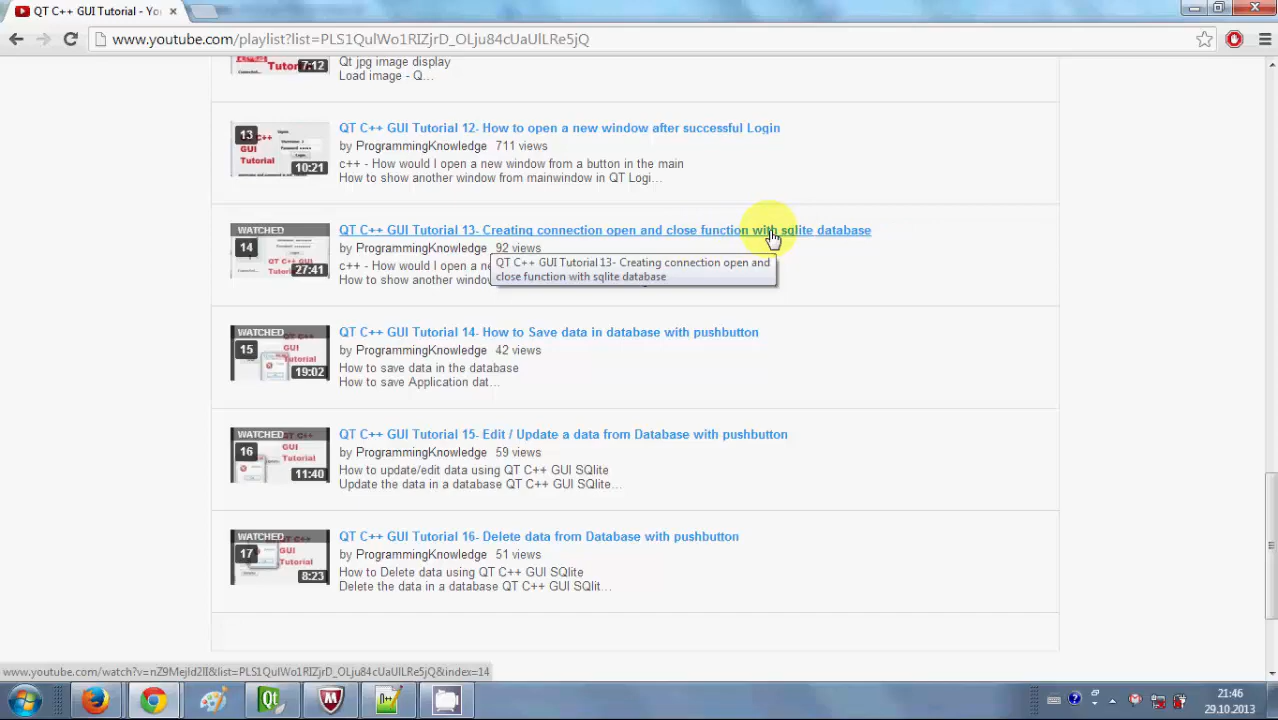 QT C++ GUI Tutorial - Yo
www.youtube.com/playlist?list=PLS1QulWo1RIZjrD_OLju84cUaUlLRe5jQ
Tutor
7:12
Qt jpg image display
Load image - Q...
13
GUI
Tutorial
Login
10:21
QT C++ GUI Tutorial 12- How to open a new window after successful Login
by ProgrammingKnowledge 711 views
c++ - How would I open a new window from a button in the main
How to show another window from mainwindow in QT Logi...
WATCHED
14
27:41
QT C++ GUI Tutorial 13- Creating connection open and close function with sqlite database
by ProgrammingKnowledge 92 views
c++ - How would I open a ne
How to show another window
QT C++ GUI Tutorial 13- Creating connection open and
close function with sqlite database
WATCHED
15
GUI
Tutorial
19:02
QT C++ GUI Tutorial 14- How to Save data in database with pushbutton
by ProgrammingKnowledge 42 views
How to save data in the database
How to save Application dat...
WATCHED
16
GUI
Tutorial
11:40
QT C++ GUI Tutorial 15- Edit / Update a data from Database with pushbutton
by ProgrammingKnowledge 59 views
How to update/edit data using QT C++ GUI SQlite
Update the data in a database QT C++ GUI SQlite...
WATCHED
17
GUI
Tutorial
8:23
QT C++ GUI Tutorial 16- Delete data from Database with pushbutton
by ProgrammingKnowledge 51 views
How to Delete data using QT C++ GUI SQlite
Delete the data in a database QT C++ GUI SQlit...
www.youtube.com/watch?v=nZ9MejId2lI&list=PLS1QulWo1RIZjrD_OLju84cUaUlLRe5jQ&index=14
21:46
29.10.2013